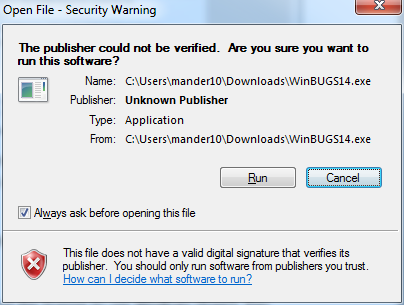 Open File - Security Warning
The publisher could not be verified. Are you sure you want to
run this software?
Name: C:\Users\mander10\Downloads\WinBUGS14.exe
Publisher: Unknown Publisher
Type: Application
From: C:\Users\mander10\Downloads\WinBUGS14.exe
Run Cancel
Always ask before opening this file
This file does not have a valid digital signature that verifies its
publisher. You should only run software from publishers you trust.
How can I decide what software to run?